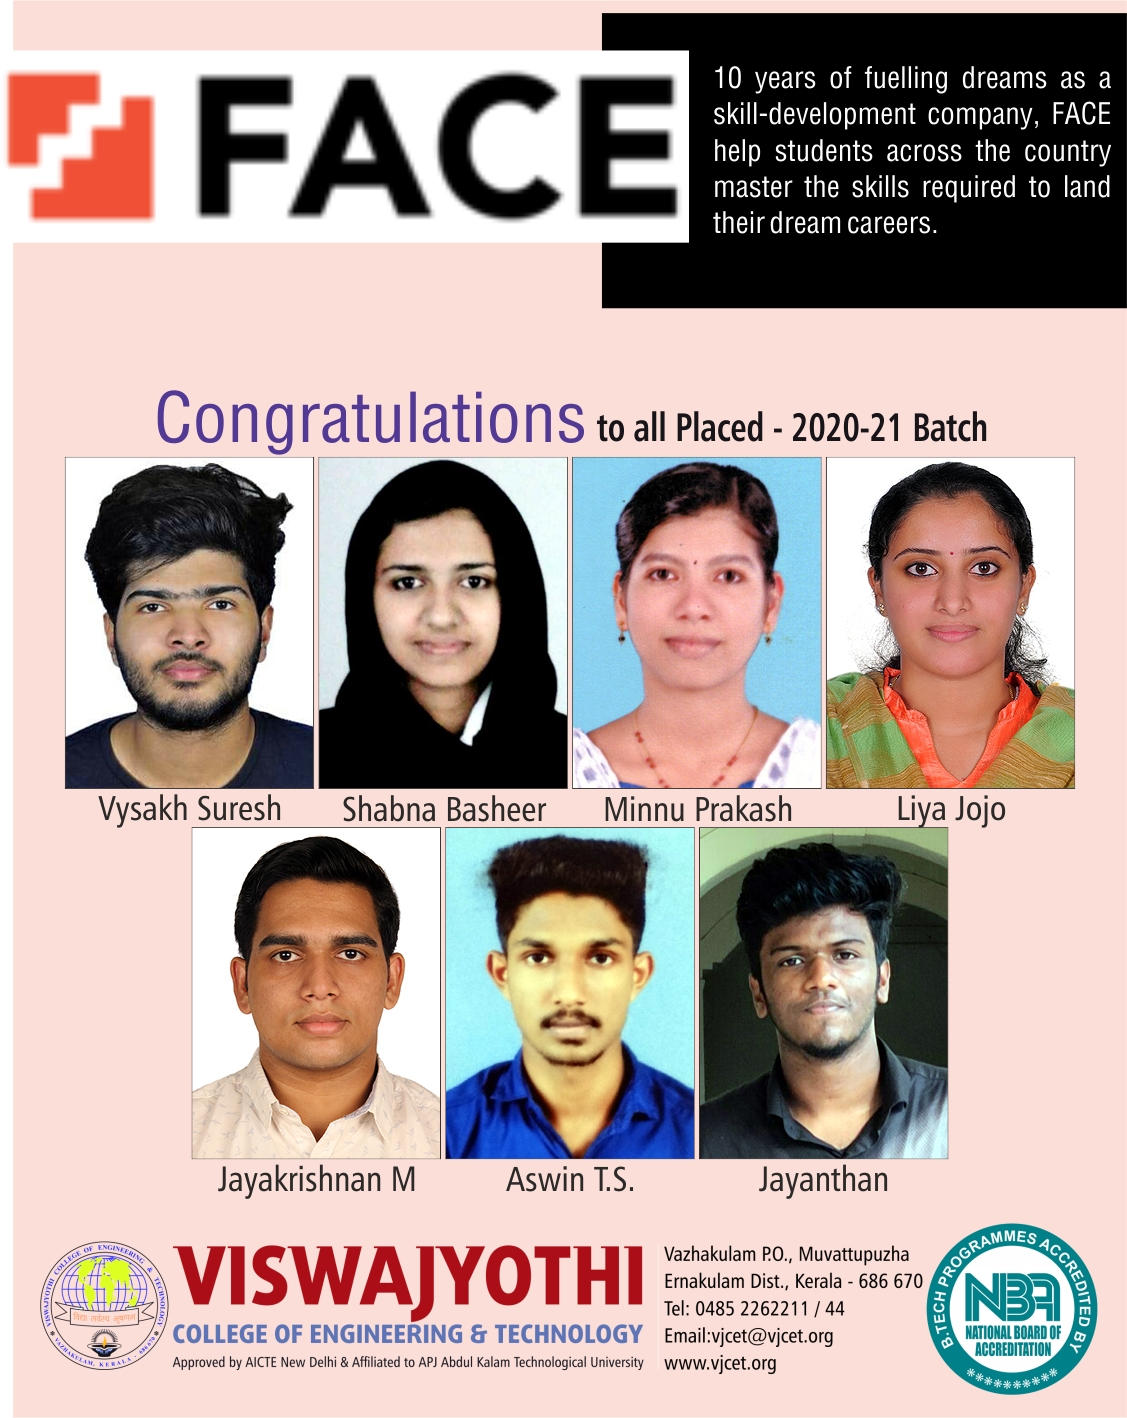 FACE
10 years of fuelling dreams as a
skill-development company, FACE
help students across the country
master the skills required to land
their dream careers.
Congratulations to all Placed - 2020-21 Batch
Vysakh Suresh
Shabna Basheer
Minnu Prakash
Liya Jojo
Jayakrishnan M
Aswin T.S.
Jayanthan
VISWAJYOTHI COLLEGE OF ENGINEERING & TECHNOLOGY
VAZHAKULAM, KERALA - 686 670
VISWAJYOTHI
COLLEGE OF ENGINEERING & TECHNOLOGY
Approved by AICTE New Delhi & Affiliated to APJ Abdul Kalam Technological University
Vazhakulam P.O., Muvattupuzha
Ernakulam Dist., Kerala - 686 670
Tel: 0485 2262211 / 44
Email:vjcet@vjcet.org
www.vjcet.org
B.TECH PROGRAMMES ACCREDITED BY
NBA
NATIONAL BOARD OF
ACCREDITATION